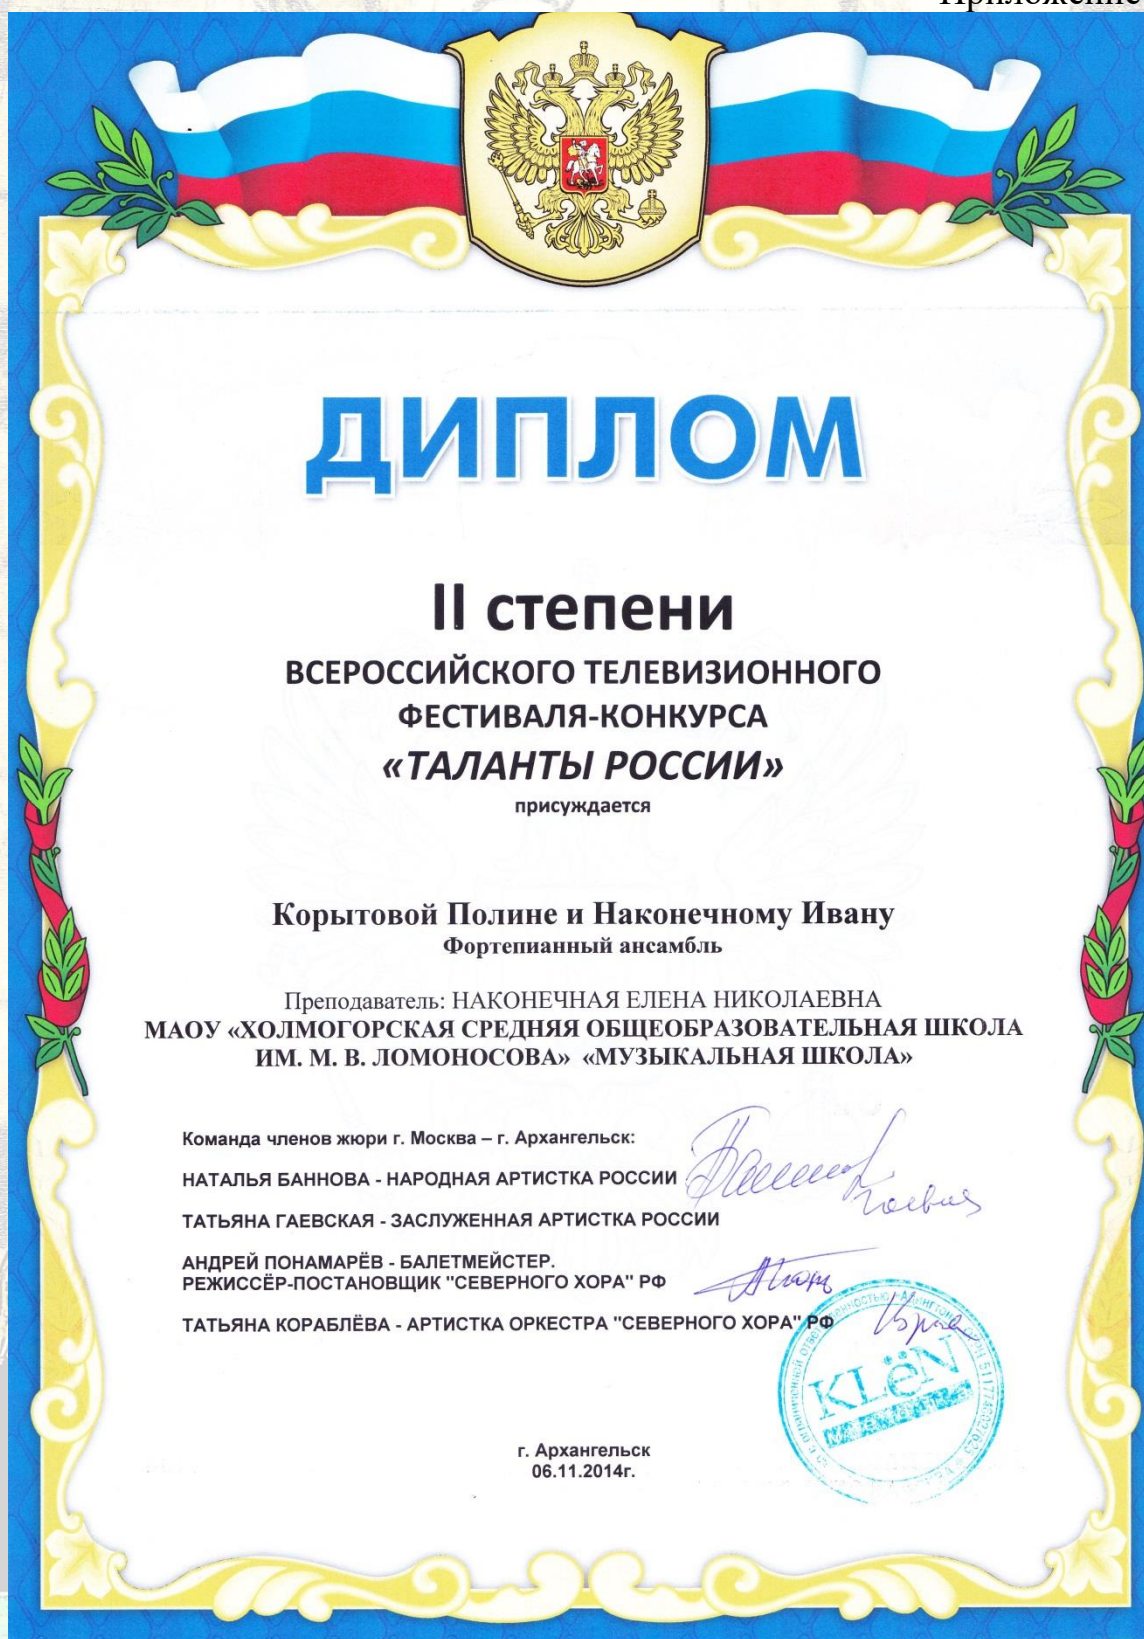 Приложение
ДИПЛОМ
II степени
ВСЕРОССИЙСКОГО ТЕЛЕВИЗИОННОГО
ФЕСТИВАЛЯ-КОНКУРСА
«ТАЛАНТЫ РОССИИ»
присуждается
Корытовой Полине и Наконечному Ивану
Фортепианный ансамбль
Преподаватель: НАКОНЕЧНАЯ ЕЛЕНА НИКОЛАЕВНА
МАОУ «ХОЛМОГОРСКАЯ СРЕДНЯЯ ОБЩЕОБРАЗОВАТЕЛЬНАЯ ШКОЛА
ИМ. М. В. ЛОМОНОСОВА» «МУЗЫКАЛЬНАЯ ШКОЛА»
Команда членов жюри г. Москва – г. Архангельск:
НАТАЛЬЯ БАННОВА - НАРОДНАЯ АРТИСТКА РОССИИ
ТАТЬЯНА ГАЕВСКАЯ - ЗАСЛУЖЕННАЯ АРТИСТКА РОССИИ
АНДРЕЙ ПОНАМАРЁВ - БАЛЕТМЕЙСТЕР.
РЕЖИССЁР-ПОСТАНОВЩИК "СЕВЕРНОГО ХОРА" РФ
ТАТЬЯНА КОРАБЛЁВА - АРТИСТКА ОРКЕСТРА "СЕВЕРНОГО ХОРА" РФ
KLёN
г. Архангельск
06.11.2014г.